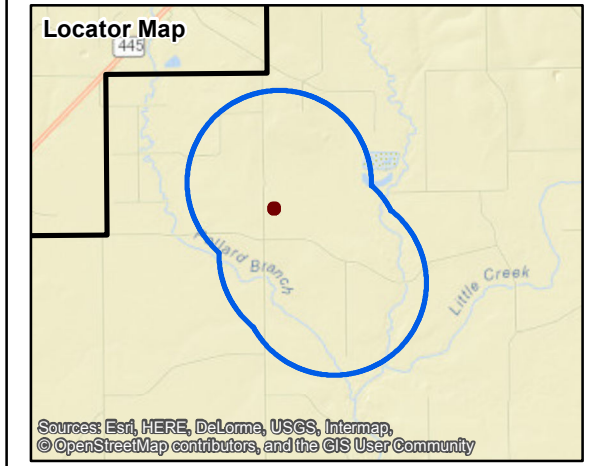 Locator Map
445
Pollard Branch
Little Creek
Sources: Esri, HERE, DeLorme, USGS, Intermap,
© OpenStreetMap contributors, and the GIS User Community